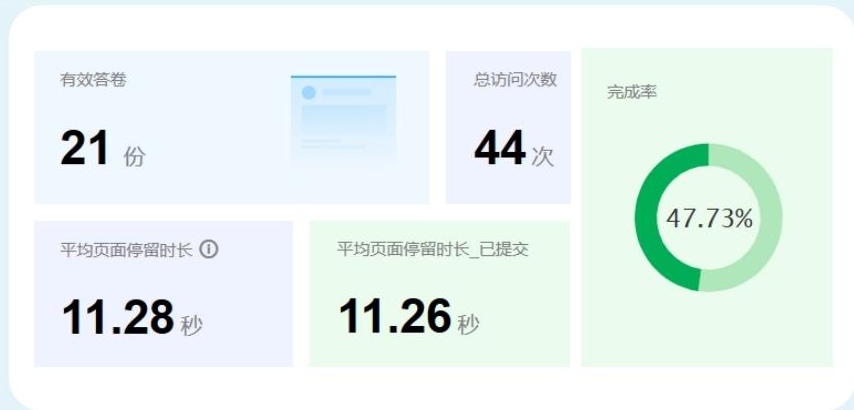 有效答卷
21 份
总访问次数
44 次
完成率
47.73%
平均页面停留时长
11.28 秒
平均页面停留时长_已提交
11.26 秒